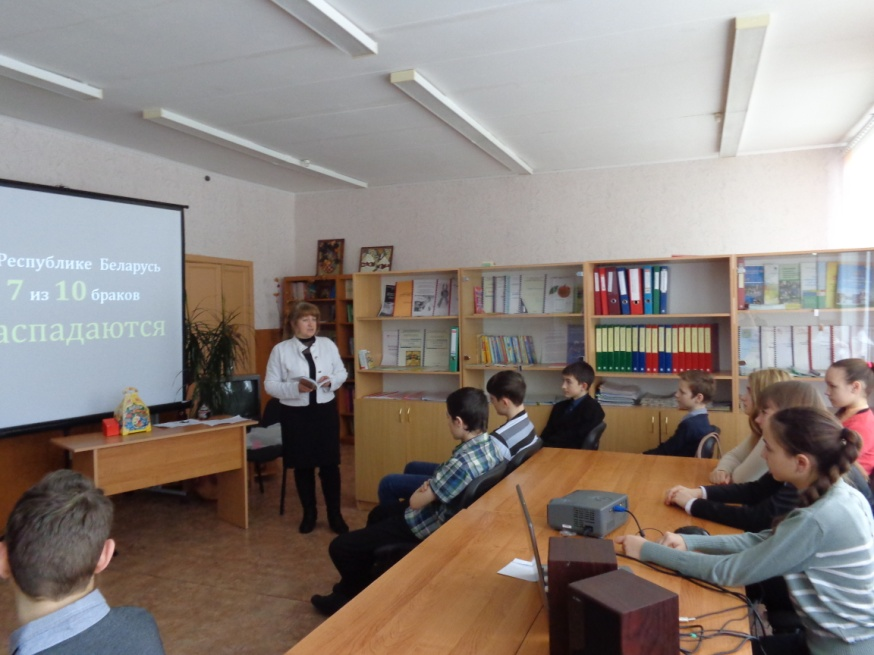 Республике Беларусь
7 из 10 браков
аспадаются